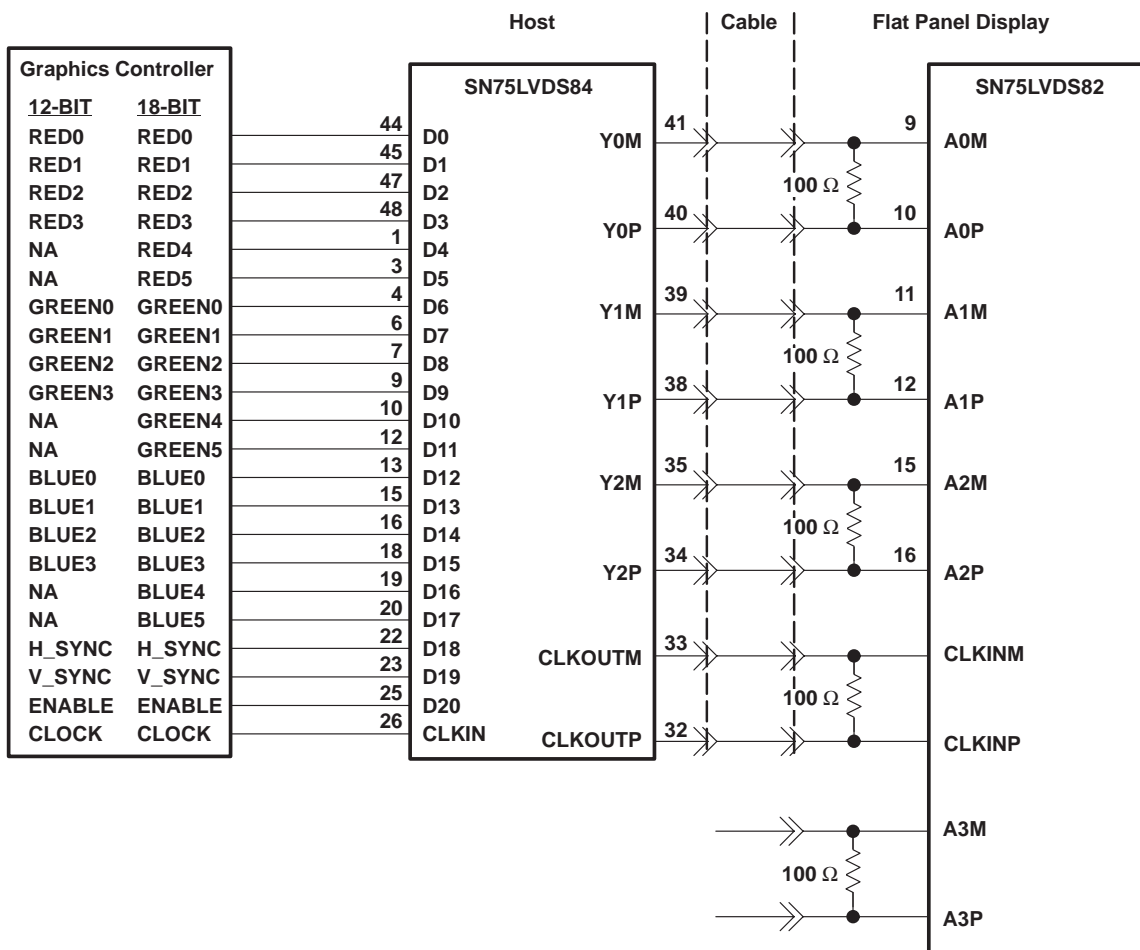 Host
Cable
Flat Panel Display
Graphics Controller
12-BIT 18-BIT
RED0 RED0
RED1 RED1
RED2 RED2
RED3 RED3
NA RED4
NA RED5
GREEN0 GREEN0
GREEN1 GREEN1
GREEN2 GREEN2
GREEN3 GREEN3
NA GREEN4
NA GREEN5
BLUE0 BLUE0
BLUE1 BLUE1
BLUE2 BLUE2
BLUE3 BLUE3
NA BLUE4
NA BLUE5
H_SYNC H_SYNC
V_SYNC V_SYNC
ENABLE ENABLE
CLOCK CLOCK
SN75LVDS84
44 D0
45 D1
47 D2
48 D3
1 D4
3 D5
4 D6
6 D7
7 D8
9 D9
10 D10
12 D11
13 D12
15 D13
16 D14
18 D15
19 D16
20 D17
22 D18
23 D19
25 D20
26 CLKIN
Y0M 41
Y0P 40
Y1M 39
Y1P 38
Y2M 35
Y2P 34
CLKOUTM 33
CLKOUTP 32
100 Ω
100 Ω
100 Ω
100 Ω
100 Ω
SN75LVDS82
9 A0M
10 A0P
11 A1M
12 A1P
15 A2M
16 A2P
CLKINM
CLKINP
A3M
A3P